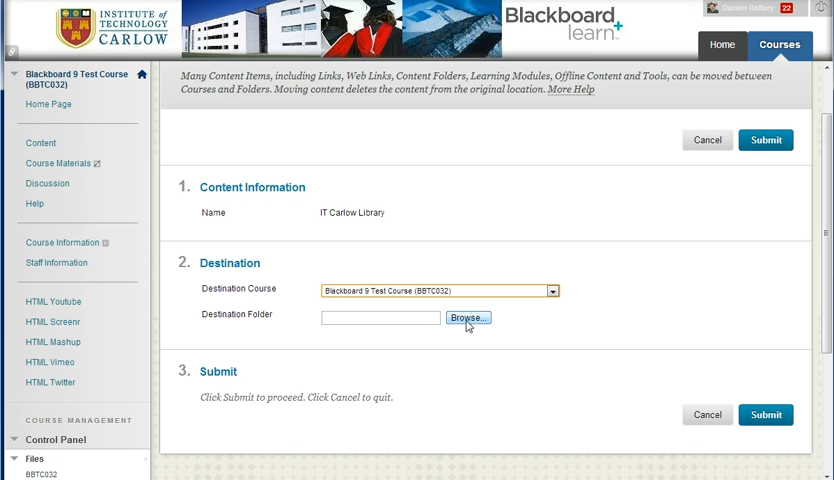 INSTITUTE of
TECHNOLOGY
CARLOW
Blackboard
learn+
Damien Raftery 22
Home
Courses
Blackboard 9 Test Course
(BBTC032)
Home Page
Content
Course Materials
Discussion
Help
Course Information
Staff Information
HTML Youtube
HTML Screenr
HTML Mashup
HTML Vimeo
HTML Twitter
COURSE MANAGEMENT
Control Panel
Files
BBTC032
Many Content Items, including Links, Web Links, Content Folders, Learning Modules, Offline Content and Tools, can be moved between
Courses and Folders. Moving content deletes the content from the original location. More Help
Cancel
Submit
1. Content Information
Name
IT Carlow Library
2. Destination
Destination Course
Blackboard 9 Test Course (BBTC032)
Destination Folder
Browse...
3. Submit
Click Submit to proceed. Click Cancel to quit.
Cancel
Submit